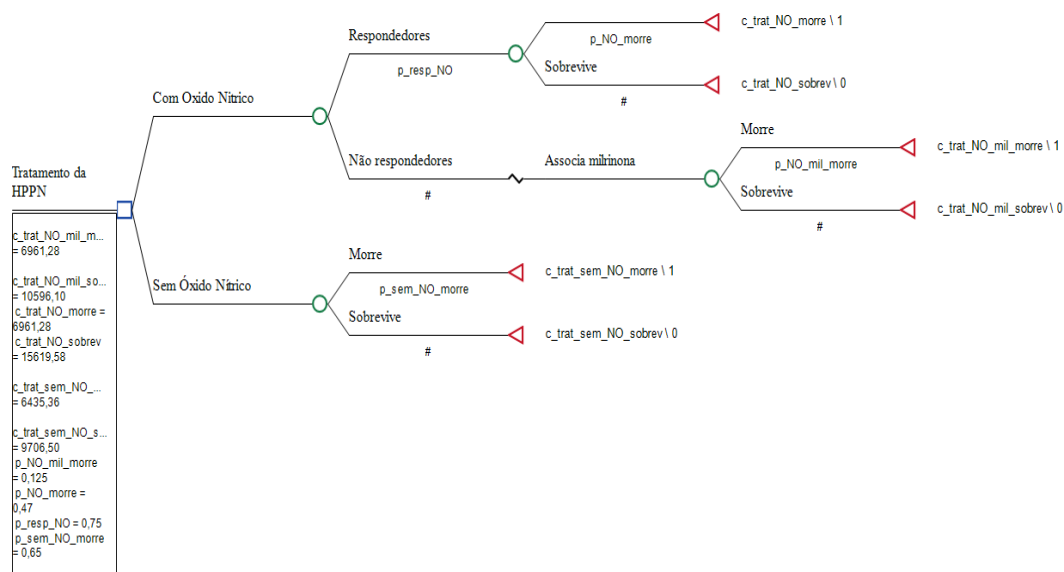 c_trat_NO_morre \ 1
Respondedores
p_NO_morre
p_resp_NO
Sobrevive
c_trat_NO_sobrev \ 0
#
Com Oxido Nítrico
Morre
c_trat_NO_mil_morre \ 1
Não respondedores
Associa milrinona
p_NO_mil_morre
#
Sobrevive
c_trat_NO_mil_sobrev \ 0
#
Tratamento da
HPPN
c_trat_NO_mil_m...
= 6961,28
c_trat_NO_mil_so...
= 10596,10
c_trat_NO_morre =
6961,28
c_trat_NO_sobrev
= 15619,58
c_trat_sem_NO_...
= 6435,36
c_trat_sem_NO_s...
= 9706,50
p_NO_mil_morre
= 0,125
p_NO_morre =
0,47
p_resp_NO = 0,75
p_sem_NO_morre
= 0,65
Sem Óxido Nítrico
Morre
c_trat_sem_NO_morre \ 1
p_sem_NO_morre
Sobrevive
c_trat_sem_NO_sobrev \ 0
#